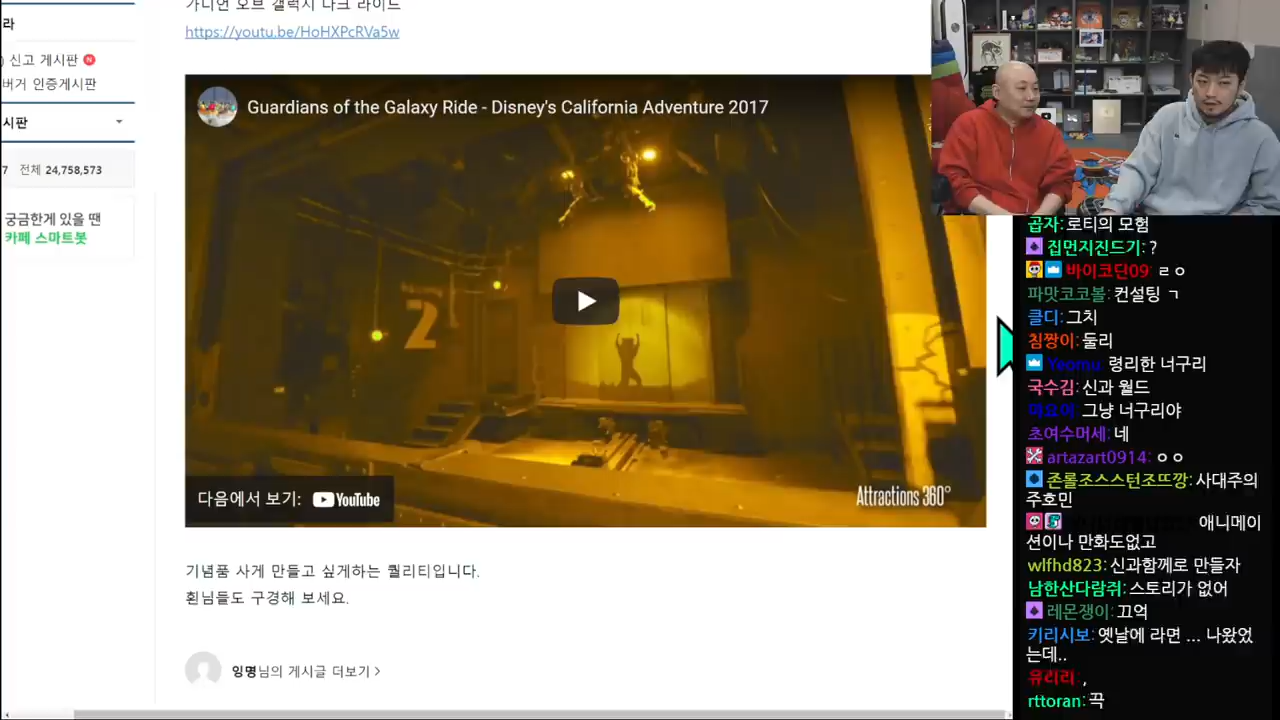 가디언 오브 갤럭시 다크 라이드
https://youtu.be/HoHXPcRVa5w
라
) 신고 게시판 N
버거 인증게시판
시판
7 전체 24,758,573
궁금한게 있을 땐
카페 스마트봇
Guardians of the Galaxy Ride - Disney's California Adventure 2017
2
다음에서 보기: YouTube
Attractions 360°
기념품 사게 만들고 싶게하는 퀄리티입니다.
횐님들도 구경해 보세요.
잉명님의 게시글 더보기 >
곱자: 로티의 모험
집먼지진드기: ?
바이코딘09: ㄹㅇ
파맛코코볼: 컨설팅 ㄱ
클디: 그치
침짱이: 둘리
Yeomu: 령리한 너구리
국수김: 신과 월드
마요이: 그냥 너구리야
초여수머세: 네
artazart0914: ㅇㅇ
존롤조스스턴조뜨깡: 사대주의
주호민
애니메이
션이나 만화도없고
wlfhd823: 신과함께로 만들자
남한산다람쥐: 스토리가 없어
레몬쟁이: 끄억
키리시보: 옛날에 라면 ... 나왔었
는데..
유리리: ,
rttoran: 끅